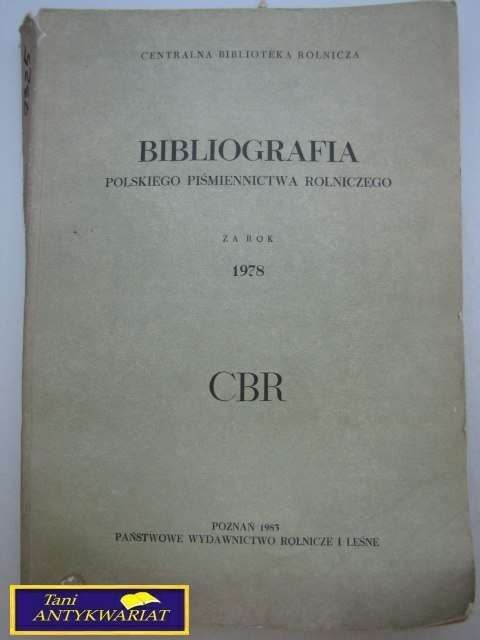 CENTRALNA BIBLIOTEKA ROLNICZA
BIBLIOGRAFIA
POLSKIEGO PIŚMIENNICTWA ROLNICZEGO
ZA ROK
1978
CBR
POZNAŃ 1983
PAŃSTWOWE WYDAWNICTWO ROLNICZE I LEŚNE
Tani
ANTYKWARIAT